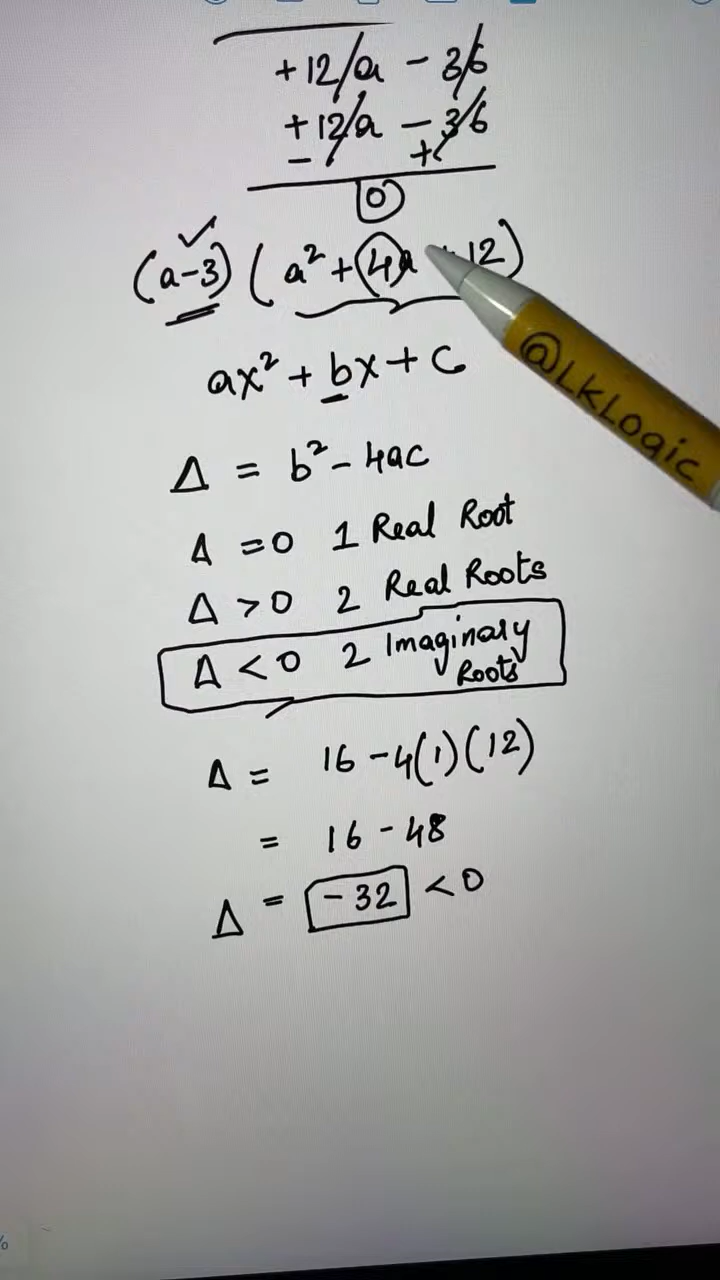 +12a - 36
+12a - 36
- +
0
(a-3) ( a² + 4a + 12)
ax² + bx + c
Δ = b² - 4ac
Δ = 0 1 Real Root
Δ > 0 2 Real Roots
Δ < 0 2 Imaginary
Roots
Δ = 16 - 4(1)(12)
= 16 - 48
Δ = -32 < 0
@LKLogic
%